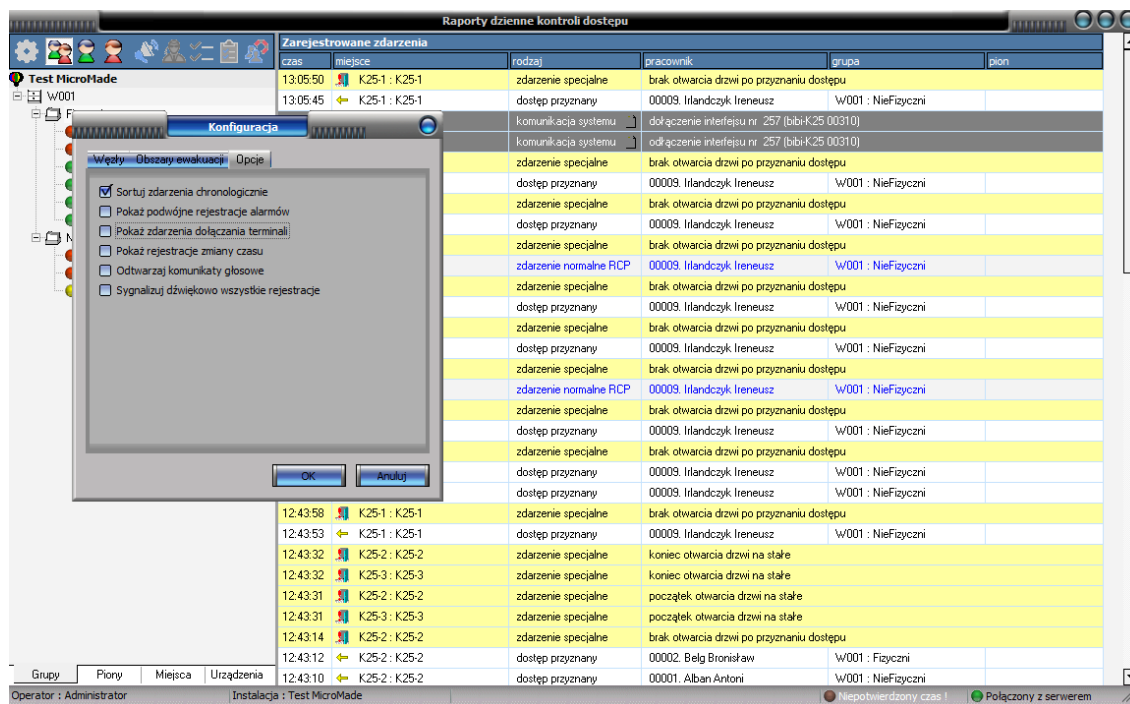 Raporty dzienne kontroli dostępu
Zarejestrowane zdarzenia
czas miejsce rodzaj pracownik grupa pion
Test MicroMade
W001
13:05:50 K25-1 : K25-1 zdarzenie specjalne brak otwarcia drzwi po przyznaniu dostępu
13:05:45 K25-1 : K25-1 dostęp przyznany 00009. Irlandczyk Ireneusz W001 : NieFizyczni
komunikacja systemu dołączenie interfejsu nr 257 (bibi-K25 00310)
komunikacja systemu odłączenie interfejsu nr 257 (bibi-K25 00310)
zdarzenie specjalne brak otwarcia drzwi po przyznaniu dostępu
dostęp przyznany 00009. Irlandczyk Ireneusz W001 : NieFizyczni
zdarzenie specjalne brak otwarcia drzwi po przyznaniu dostępu
dostęp przyznany 00009. Irlandczyk Ireneusz W001 : NieFizyczni
zdarzenie specjalne brak otwarcia drzwi po przyznaniu dostępu
zdarzenie normalne RCP 00009. Irlandczyk Ireneusz W001 : NieFizyczni
zdarzenie specjalne brak otwarcia drzwi po przyznaniu dostępu
dostęp przyznany 00009. Irlandczyk Ireneusz W001 : NieFizyczni
zdarzenie specjalne brak otwarcia drzwi po przyznaniu dostępu
dostęp przyznany 00009. Irlandczyk Ireneusz W001 : NieFizyczni
zdarzenie specjalne brak otwarcia drzwi po przyznaniu dostępu
zdarzenie normalne RCP 00009. Irlandczyk Ireneusz W001 : NieFizyczni
zdarzenie specjalne brak otwarcia drzwi po przyznaniu dostępu
dostęp przyznany 00009. Irlandczyk Ireneusz W001 : NieFizyczni
zdarzenie specjalne brak otwarcia drzwi po przyznaniu dostępu
dostęp przyznany 00009. Irlandczyk Ireneusz W001 : NieFizyczni
dostęp przyznany 00009. Irlandczyk Ireneusz W001 : NieFizyczni
12:43:58 K25-1 : K25-1 zdarzenie specjalne brak otwarcia drzwi po przyznaniu dostępu
12:43:53 K25-1 : K25-1 dostęp przyznany 00009. Irlandczyk Ireneusz W001 : NieFizyczni
12:43:32 K25-2 : K25-2 zdarzenie specjalne koniec otwarcia drzwi na stałe
12:43:32 K25-3 : K25-3 zdarzenie specjalne koniec otwarcia drzwi na stałe
12:43:31 K25-2 : K25-2 zdarzenie specjalne początek otwarcia drzwi na stałe
12:43:31 K25-3 : K25-3 zdarzenie specjalne początek otwarcia drzwi na stałe
12:43:14 K25-2 : K25-2 zdarzenie specjalne brak otwarcia drzwi po przyznaniu dostępu
12:43:12 K25-2 : K25-2 dostęp przyznany 00002. Belg Bronisław W001 : Fizyczni
12:43:10 K25-2 : K25-2 dostęp przyznany 00001. Alban Antoni W001 : NieFizyczni
Konfiguracja
Węzły Obszary ewakuacji Opcje
Sortuj zdarzenia chronologicznie
Pokaż podwójne rejestracje alarmów
Pokaż zdarzenia dołączania terminali
Pokaż rejestracje zmiany czasu
Odtwarzaj komunikaty głosowe
Sygnalizuj dźwiękowo wszystkie rejestracje
OK Anuluj
Grupy Piony Miejsca Urządzenia
Operator : Administrator Instalacja : Test MicroMade Niepotwierdzony czas ! Połączony z serwerem